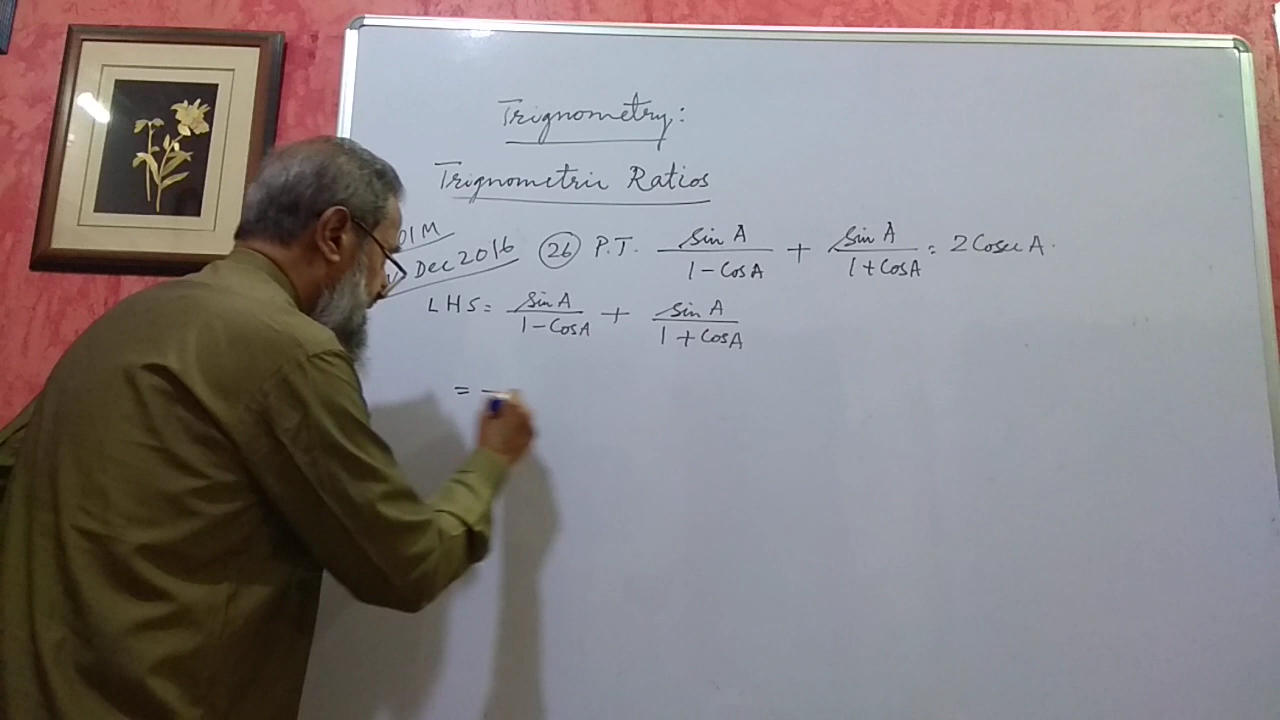 Trignometry:
Trignometric Ratios
01M
Dec 2016 (26) P.T. sin A / 1 - Cos A + sin A / 1 + Cos A = 2 Cosec A.
LHS = sin A / 1 - Cos A + sin A / 1 + Cos A
=